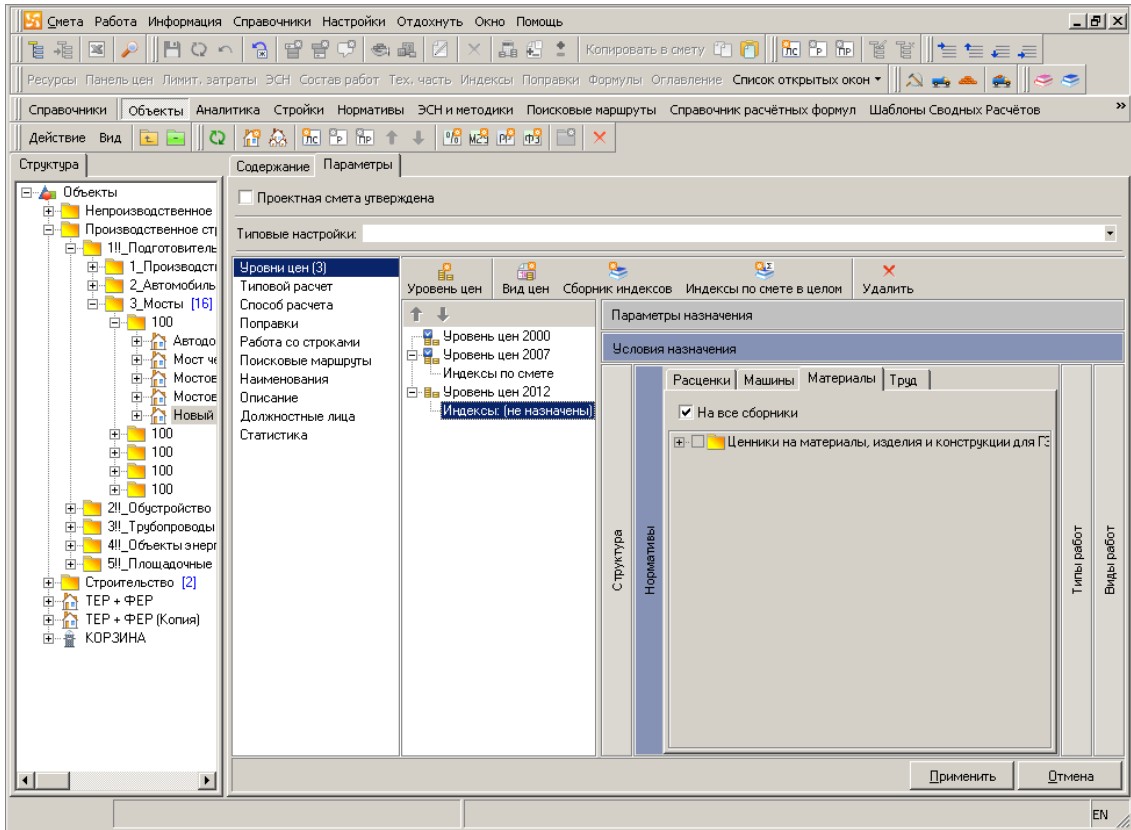 Смета Работа Информация Справочники Настройки Отдохнуть Окно Помощь
Копировать в смету
Ресурсы Панель цен Лимит. затраты ЭСН Состав работ Тех. часть Индексы Поправки Формулы Оглавление Список открытых окон
Справочники Объекты Аналитика Стройки Нормативы ЭСН и методики Поисковые маршруты Справочник расчётных формул Шаблоны Сводных Расчётов »
Действие Вид
Структура
Содержание Параметры
Объекты
Непроизводственное
Производственное стр
1!!_Подготовитель
1_Производст
2_Автомобиль
3_Мосты [16]
100
Автодо
Мост че
Мостов
Мостов
Новый
100
100
100
100
2!!_Обустройство
3!!_Трубопроводы
4!!_Объекты энерг
5!!_Площадочные
Строительство [2]
ТЕР + ФЕР
ТЕР + ФЕР (Копия)
КОРЗИНА
Проектная смета утверждена
Типовые настройки:
Уровни цен (3)
Типовой расчет
Способ расчета
Поправки
Работа со строками
Поисковые маршруты
Наименования
Описание
Должностные лица
Статистика
Уровень цен Вид цен Сборник индексов Индексы по смете в целом Удалить
Уровень цен 2000
Уровень цен 2007
Индексы по смете
Уровень цен 2012
Индексы: (не назначены)
Параметры назначения
Условия назначения
Структура
Нормативы
Расценки Машины Материалы Труд
На все сборники
Ценники на материалы, изделия и конструкции для ГЭ
Типы работ
Виды работ
Применить Отмена
EN